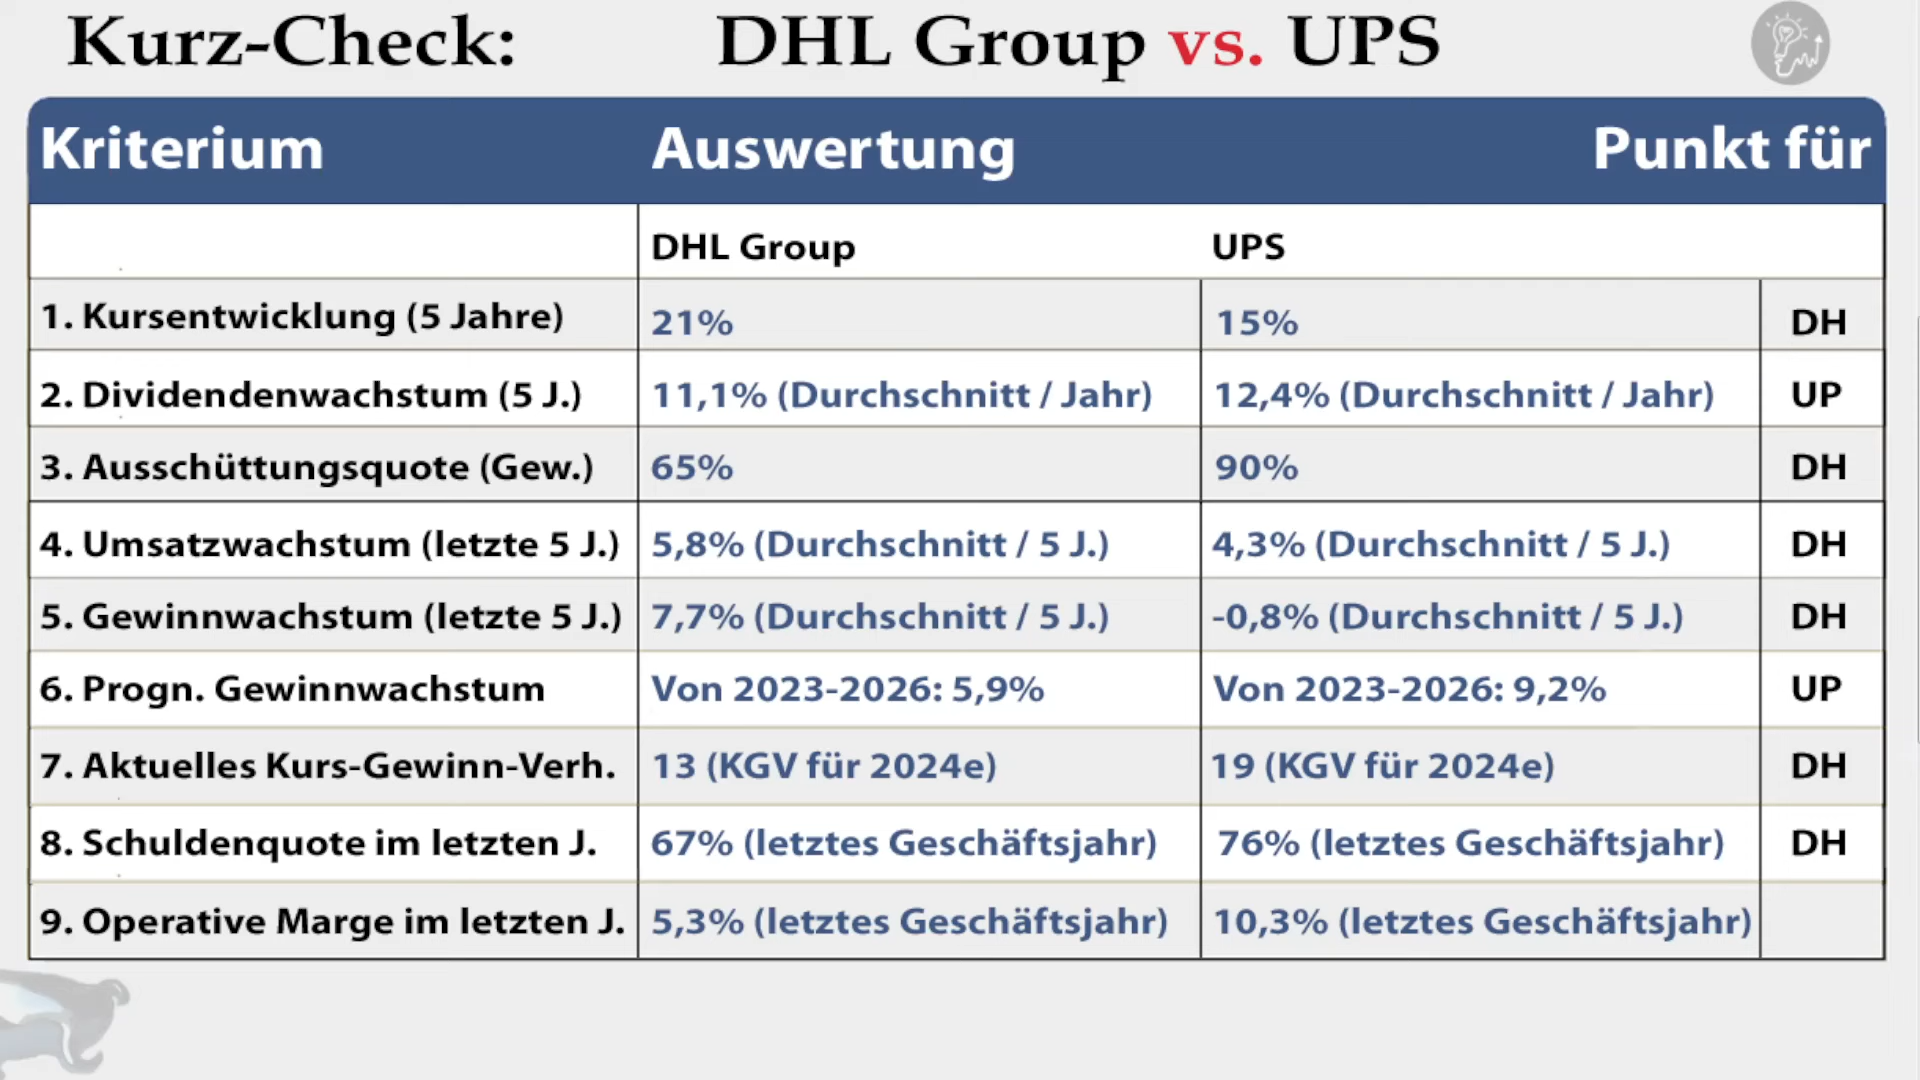 Kurz-Check: DHL Group vs. UPS
Kriterium Auswertung Punkt für
DHL Group UPS
1. Kursentwicklung (5 Jahre) 21% 15% DH
2. Dividendenwachstum (5 J.) 11,1% (Durchschnitt / Jahr) 12,4% (Durchschnitt / Jahr) UP
3. Ausschüttungsquote (Gew.) 65% 90% DH
4. Umsatzwachstum (letzte 5 J.) 5,8% (Durchschnitt / 5 J.) 4,3% (Durchschnitt / 5 J.) DH
5. Gewinnwachstum (letzte 5 J.) 7,7% (Durchschnitt / 5 J.) -0,8% (Durchschnitt / 5 J.) DH
6. Progn. Gewinnwachstum Von 2023-2026: 5,9% Von 2023-2026: 9,2% UP
7. Aktuelles Kurs-Gewinn-Verh. 13 (KGV für 2024e) 19 (KGV für 2024e) DH
8. Schuldenquote im letzten J. 67% (letztes Geschäftsjahr) 76% (letztes Geschäftsjahr) DH
9. Operative Marge im letzten J. 5,3% (letztes Geschäftsjahr) 10,3% (letztes Geschäftsjahr)